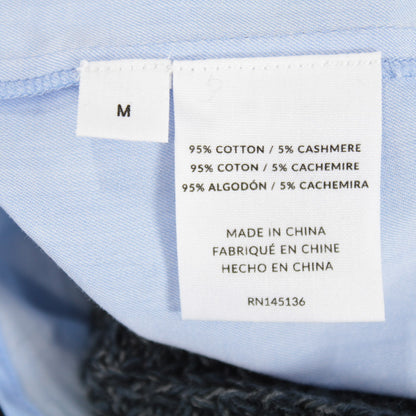 M
95% COTTON / 5% CASHMERE
95% COTON / 5% CACHEMIRE
95% ALGODÓN / 5% CACHEMIRA
MADE IN CHINA
FABRIQUÉ EN CHINE
HECHO EN CHINA
RN145136